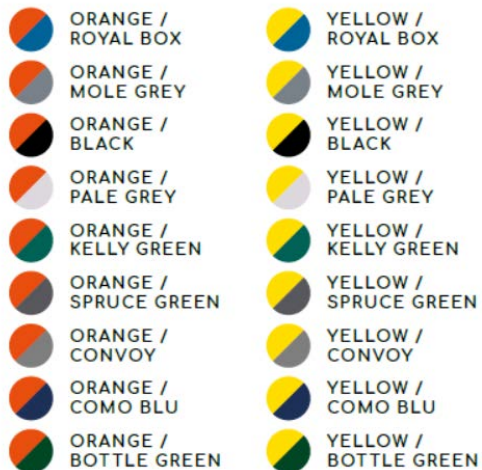 ORANGE /
ROYAL BOX
ORANGE /
MOLE GREY
ORANGE /
BLACK
ORANGE /
PALE GREY
ORANGE /
KELLY GREEN
ORANGE /
SPRUCE GREEN
ORANGE /
CONVOY
ORANGE /
COMO BLU
ORANGE /
BOTTLE GREEN
YELLOW /
ROYAL BOX
YELLOW /
MOLE GREY
YELLOW /
BLACK
YELLOW /
PALE GREY
YELLOW /
KELLY GREEN
YELLOW /
SPRUCE GREEN
YELLOW /
CONVOY
YELLOW /
COMO BLU
YELLOW /
BOTTLE GREEN